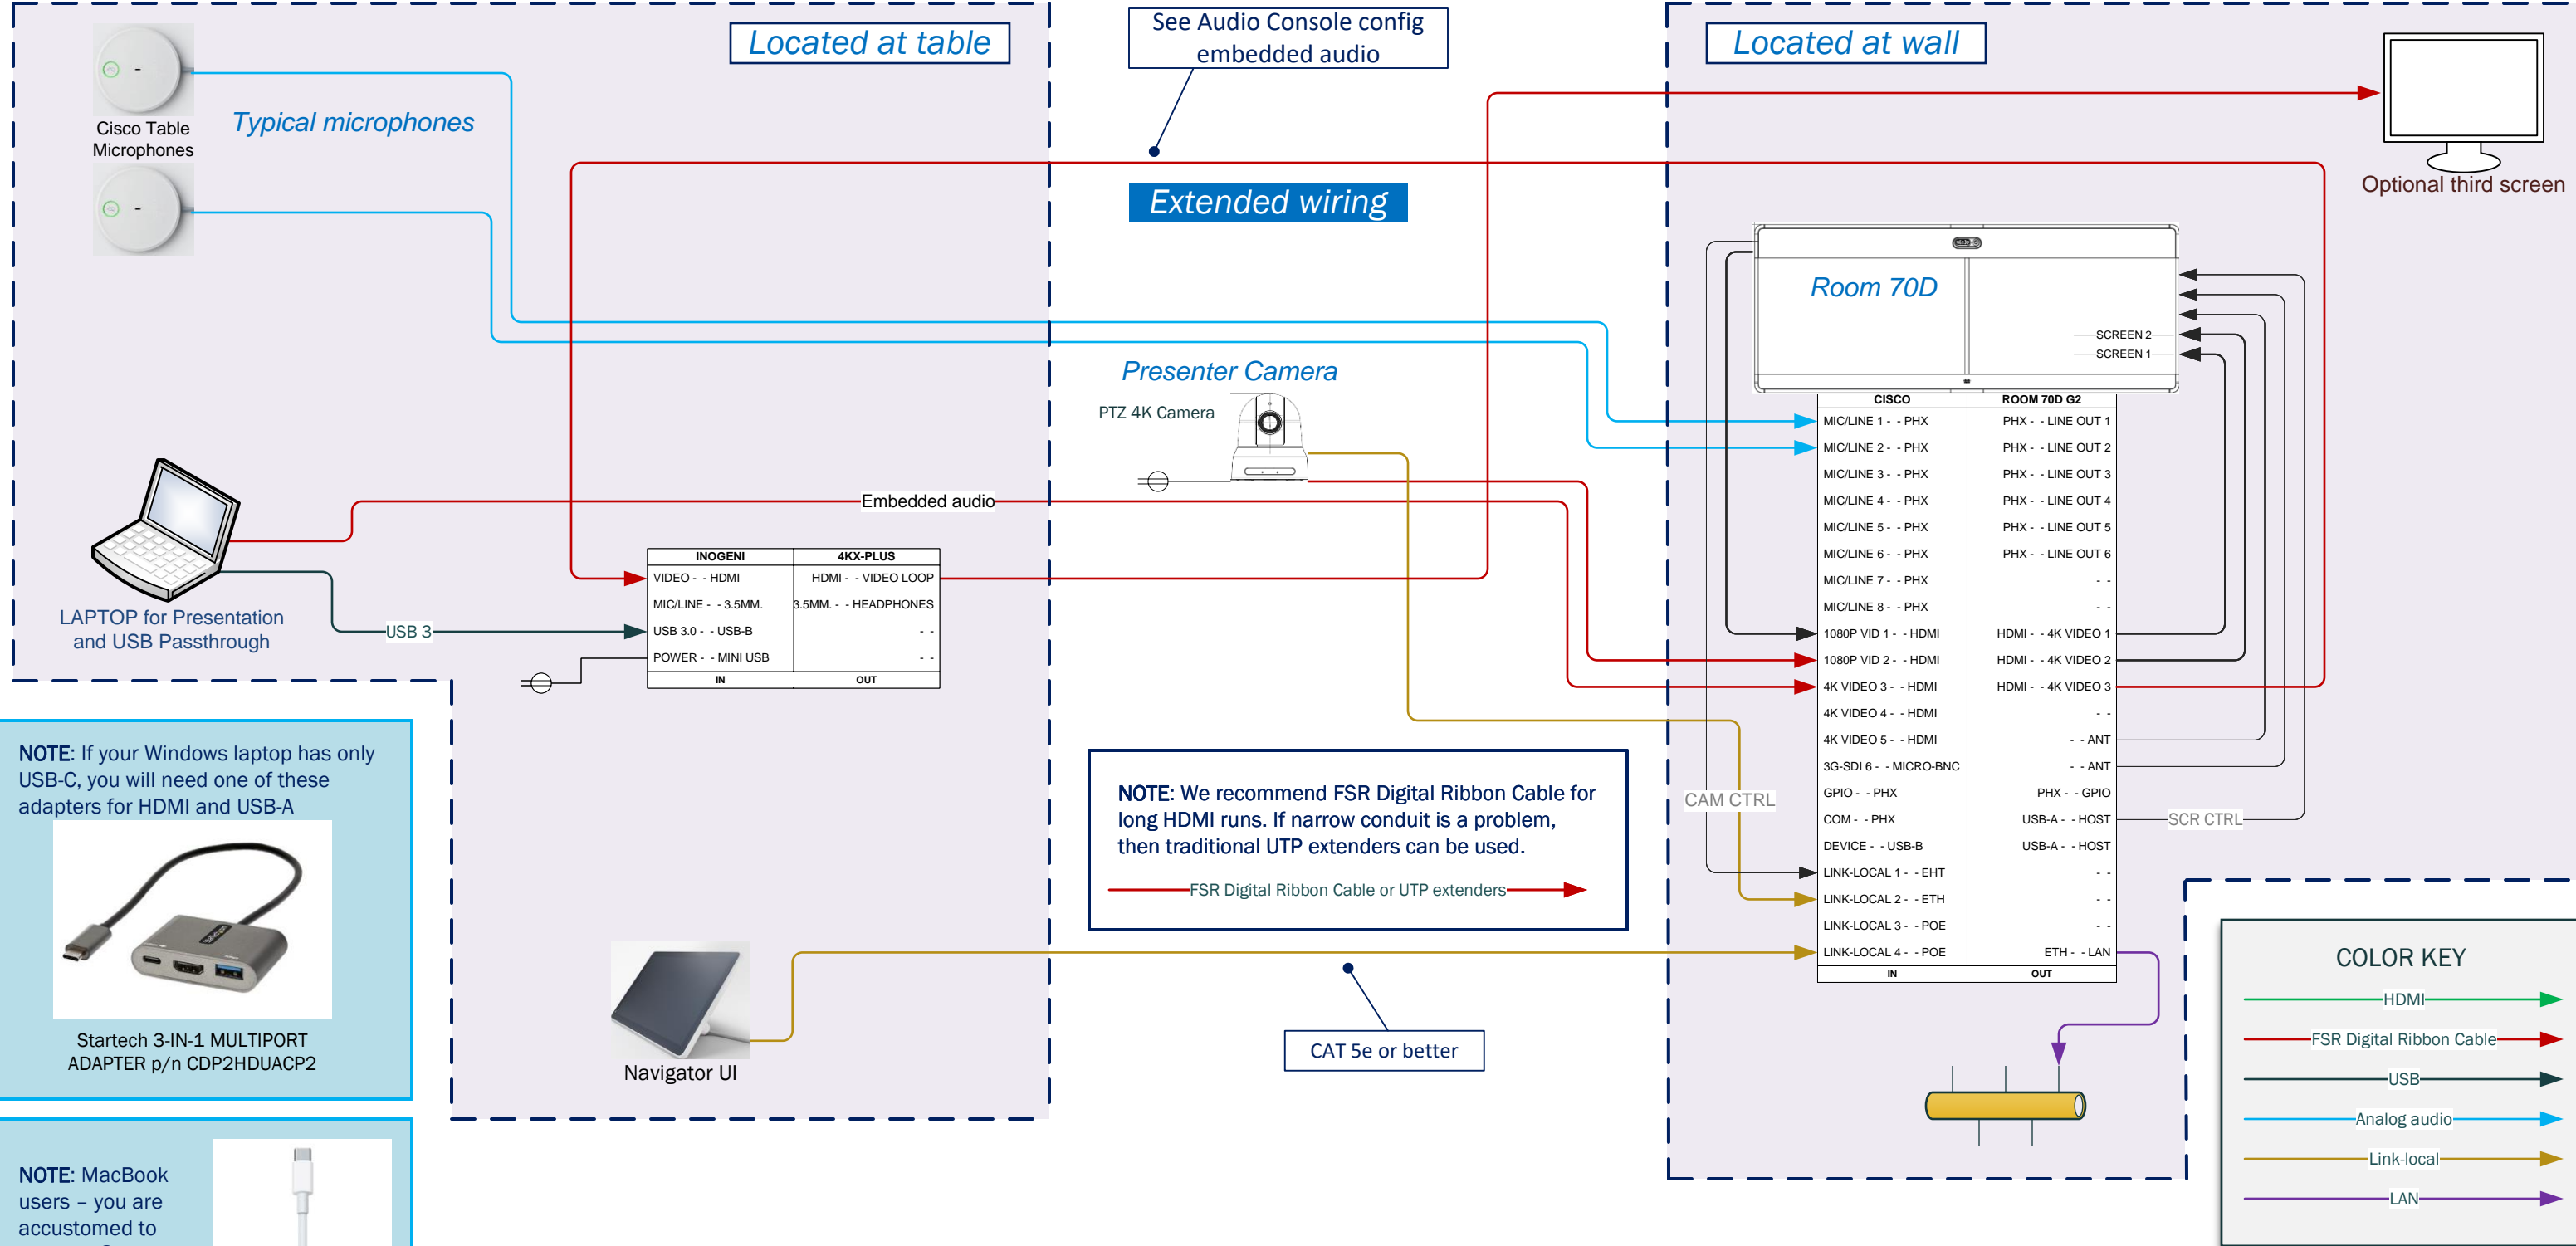 Located at table
See Audio Console config
embedded audio
Located at wall
Cisco Table
Microphones
Typical microphones
Optional third screen
Extended wiring
Room 70D
SCREEN 2
SCREEN 1
Presenter Camera
PTZ 4K Camera
CISCO ROOM 70D G2
MIC/LINE 1 - - PHX PHX - - LINE OUT 1
MIC/LINE 2 - - PHX PHX - - LINE OUT 2
MIC/LINE 3 - - PHX PHX - - LINE OUT 3
MIC/LINE 4 - - PHX PHX - - LINE OUT 4
MIC/LINE 5 - - PHX PHX - - LINE OUT 5
MIC/LINE 6 - - PHX PHX - - LINE OUT 6
MIC/LINE 7 - - PHX - -
MIC/LINE 8 - - PHX - -
1080P VID 1 - - HDMI HDMI - - 4K VIDEO 1
1080P VID 2 - - HDMI HDMI - - 4K VIDEO 2
4K VIDEO 3 - - HDMI HDMI - - 4K VIDEO 3
4K VIDEO 4 - - HDMI - -
4K VIDEO 5 - - HDMI - - ANT
3G-SDI 6 - - MICRO-BNC - - ANT
GPIO - - PHX PHX - - GPIO
COM - - PHX USB-A - - HOST
DEVICE - - USB-B USB-A - - HOST
LINK-LOCAL 1 - - EHT - -
LINK-LOCAL 2 - - ETH - -
LINK-LOCAL 3 - - POE - -
LINK-LOCAL 4 - - POE ETH - - LAN
IN OUT
CAM CTRL
SCR CTRL
Embedded audio
LAPTOP for Presentation
and USB Passthrough
USB 3
INOGENI 4KX-PLUS
VIDEO - - HDMI HDMI - - VIDEO LOOP
MIC/LINE - - 3.5MM. 3.5MM. - - HEADPHONES
USB 3.0 - - USB-B - -
POWER - - MINI USB - -
IN OUT
NOTE: If your Windows laptop has only
USB-C, you will need one of these
adapters for HDMI and USB-A
Startech 3-IN-1 MULTIPORT
ADAPTER p/n CDP2HDUACP2
NOTE: We recommend FSR Digital Ribbon Cable for
long HDMI runs. If narrow conduit is a problem,
then traditional UTP extenders can be used.
FSR Digital Ribbon Cable or UTP extenders
Navigator UI
CAT 5e or better
NOTE: MacBook
users – you are
accustomed to
COLOR KEY
HDMI
FSR Digital Ribbon Cable
USB
Analog audio
Link-local
LAN